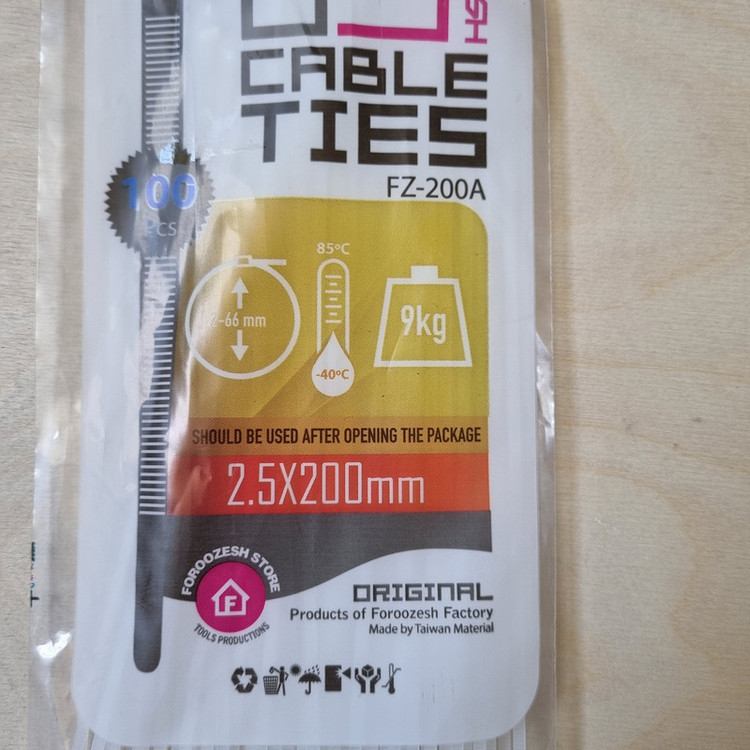 CABLE
TIES
FZ-200A
100
PCS
85°C
-66 mm
9kg
-40°C
SHOULD BE USED AFTER OPENING THE PACKAGE
2.5X200mm
FOROOZESH STORE
F
TOOLS PRODUCTIONS
ORIGINAL
Products of Foroozesh Factory
Made by Taiwan Material